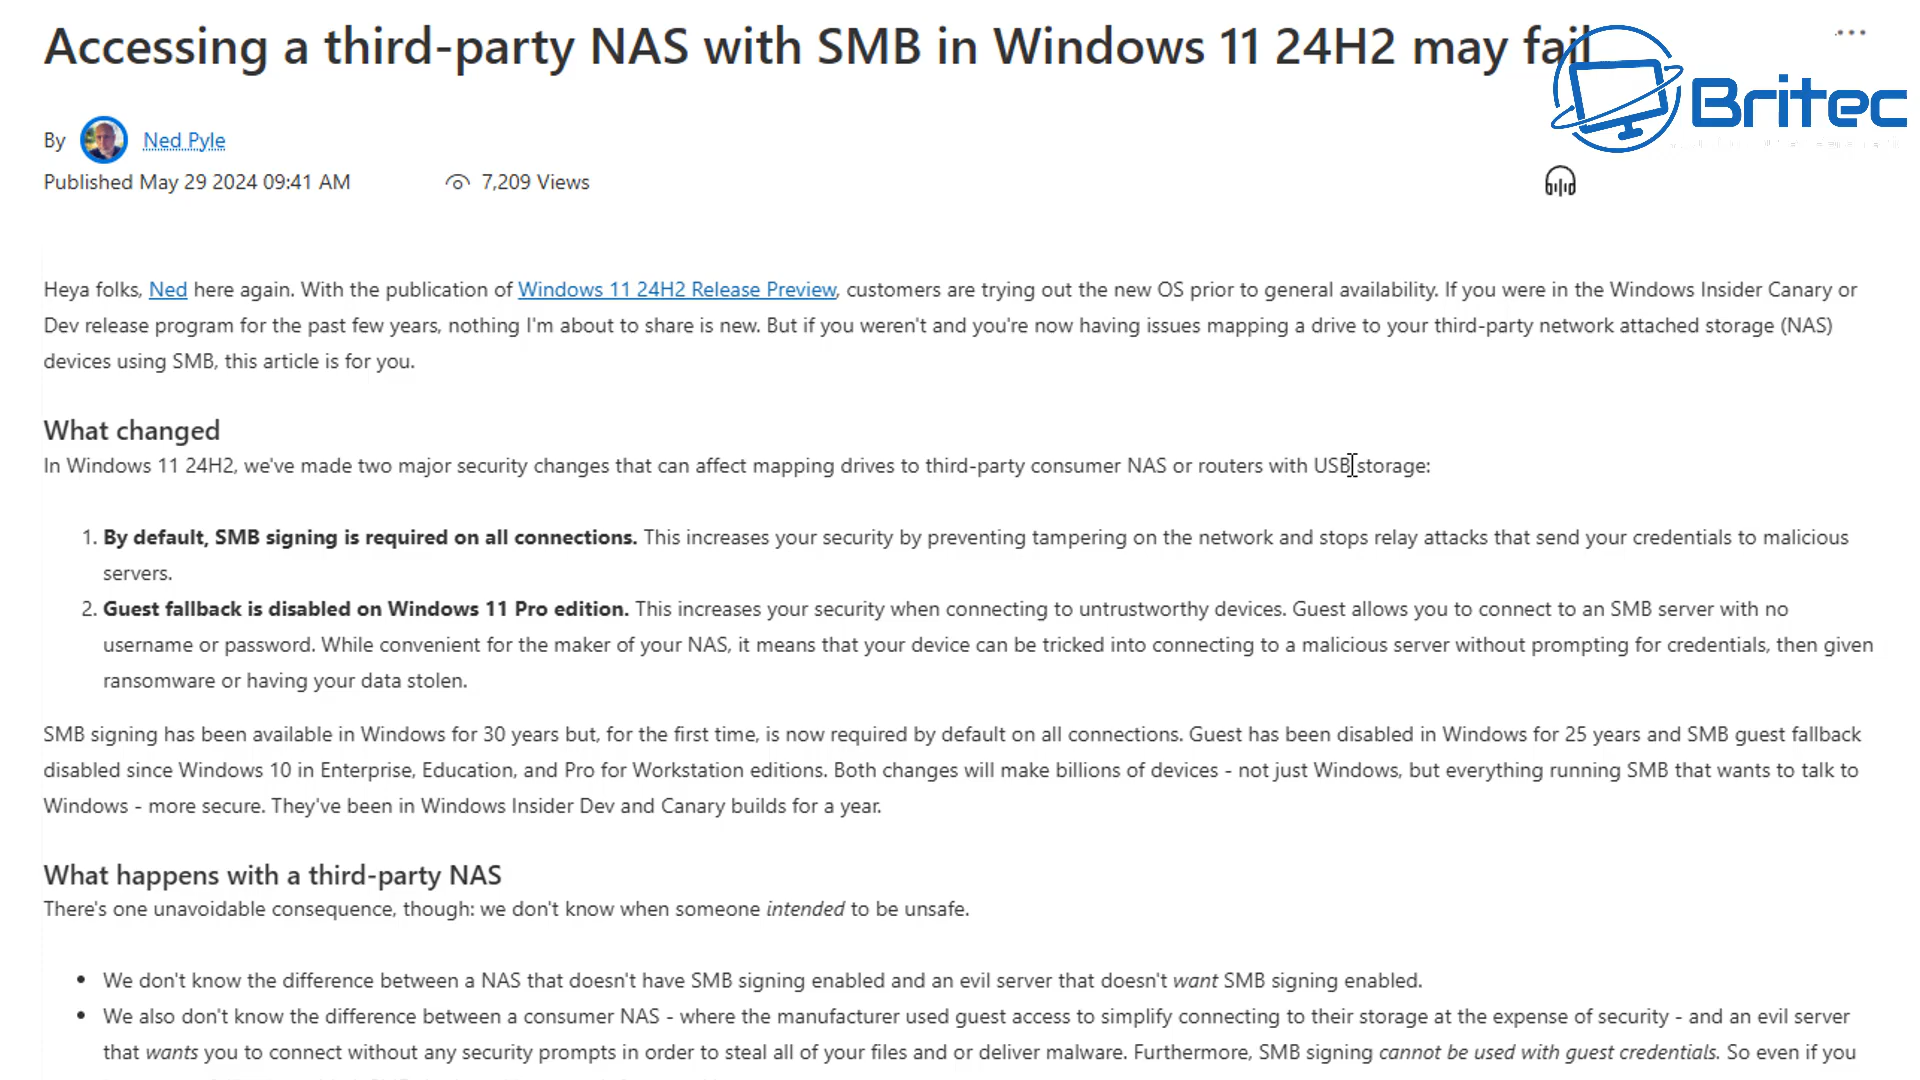 Accessing a third-party NAS with SMB in Windows 11 24H2 may fail
Britec
By Ned Pyle
Published May 29 2024 09:41 AM 7,209 Views
Heya folks, Ned here again. With the publication of Windows 11 24H2 Release Preview, customers are trying out the new OS prior to general availability. If you were in the Windows Insider Canary or
Dev release program for the past few years, nothing I'm about to share is new. But if you weren't and you're now having issues mapping a drive to your third-party network attached storage (NAS)
devices using SMB, this article is for you.
What changed
In Windows 11 24H2, we've made two major security changes that can affect mapping drives to third-party consumer NAS or routers with USB storage:
1. By default, SMB signing is required on all connections. This increases your security by preventing tampering on the network and stops relay attacks that send your credentials to malicious
servers.
2. Guest fallback is disabled on Windows 11 Pro edition. This increases your security when connecting to untrustworthy devices. Guest allows you to connect to an SMB server with no
username or password. While convenient for the maker of your NAS, it means that your device can be tricked into connecting to a malicious server without prompting for credentials, then given
ransomware or having your data stolen.
SMB signing has been available in Windows for 30 years but, for the first time, is now required by default on all connections. Guest has been disabled in Windows for 25 years and SMB guest fallback
disabled since Windows 10 in Enterprise, Education, and Pro for Workstation editions. Both changes will make billions of devices - not just Windows, but everything running SMB that wants to talk to
Windows - more secure. They've been in Windows Insider Dev and Canary builds for a year.
What happens with a third-party NAS
There's one unavoidable consequence, though: we don't know when someone intended to be unsafe.
• We don't know the difference between a NAS that doesn't have SMB signing enabled and an evil server that doesn't want SMB signing enabled.
• We also don't know the difference between a consumer NAS - where the manufacturer used guest access to simplify connecting to their storage at the expense of security - and an evil server
that wants you to connect without any security prompts in order to steal all of your files and or deliver malware. Furthermore, SMB signing cannot be used with guest credentials. So even if you